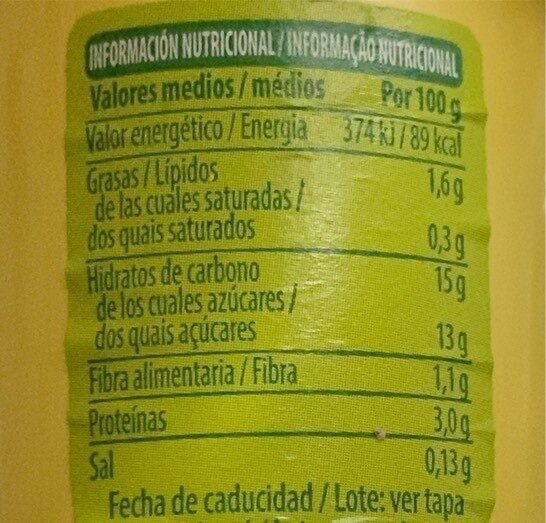 INFORMACIÓN NUTRICIONAL / INFORMAÇÃO NUTRICIONAL
Valores medios / médios Por 100 g
Valor energético / Energia 374 kJ / 89 kcal
Grasas / Lípidos 1,6 g
de las cuales saturadas /
dos quais saturados 0,3 g
Hidratos de carbono 15 g
de los cuales azúcares /
dos quais açúcares 13 g
Fibra alimentaria / Fibra 1,1 g
Proteínas 3,0 g
Sal 0,13 g
Fecha de caducidad / Lote: ver tapa